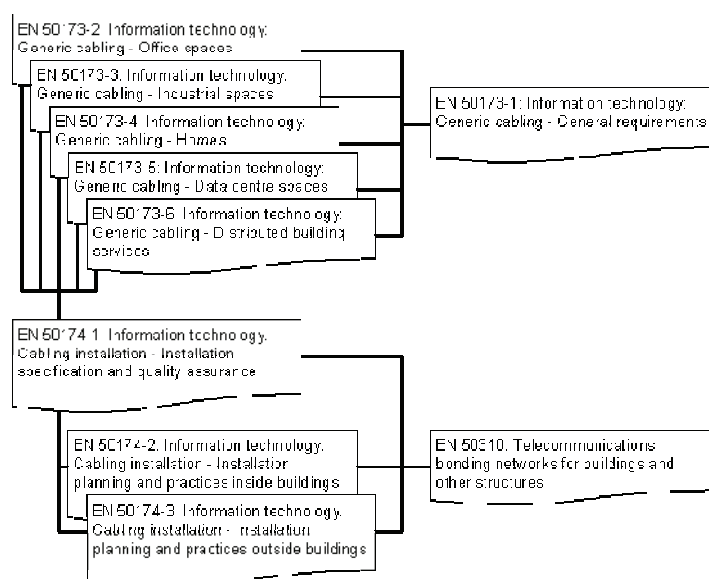 EN 50173-2: Information technology:
Generic cabling - Office spaces
EN 50173-3: Information technology:
Generic cabling - Industrial spaces
EN 50173-4: Information technology:
Generic cabling - Homes
EN 50173-5: Information technology:
Generic cabling - Data centre spaces
EN 50173-6: Information technology:
Generic cabling - Distributed building
services
EN 50173-1: Information technology:
Generic cabling - General requirements
EN 50174-1: Information technology:
Cabling installation - Installation
specification and quality assurance
EN 50174-2: Information technology:
Cabling installation - Installation
planning and practices inside buildings
EN 50174-3: Information technology:
Cabling installation - Installation
planning and practices outside buildings
EN 50310: Telecommunications
bonding networks for buildings and
other structures